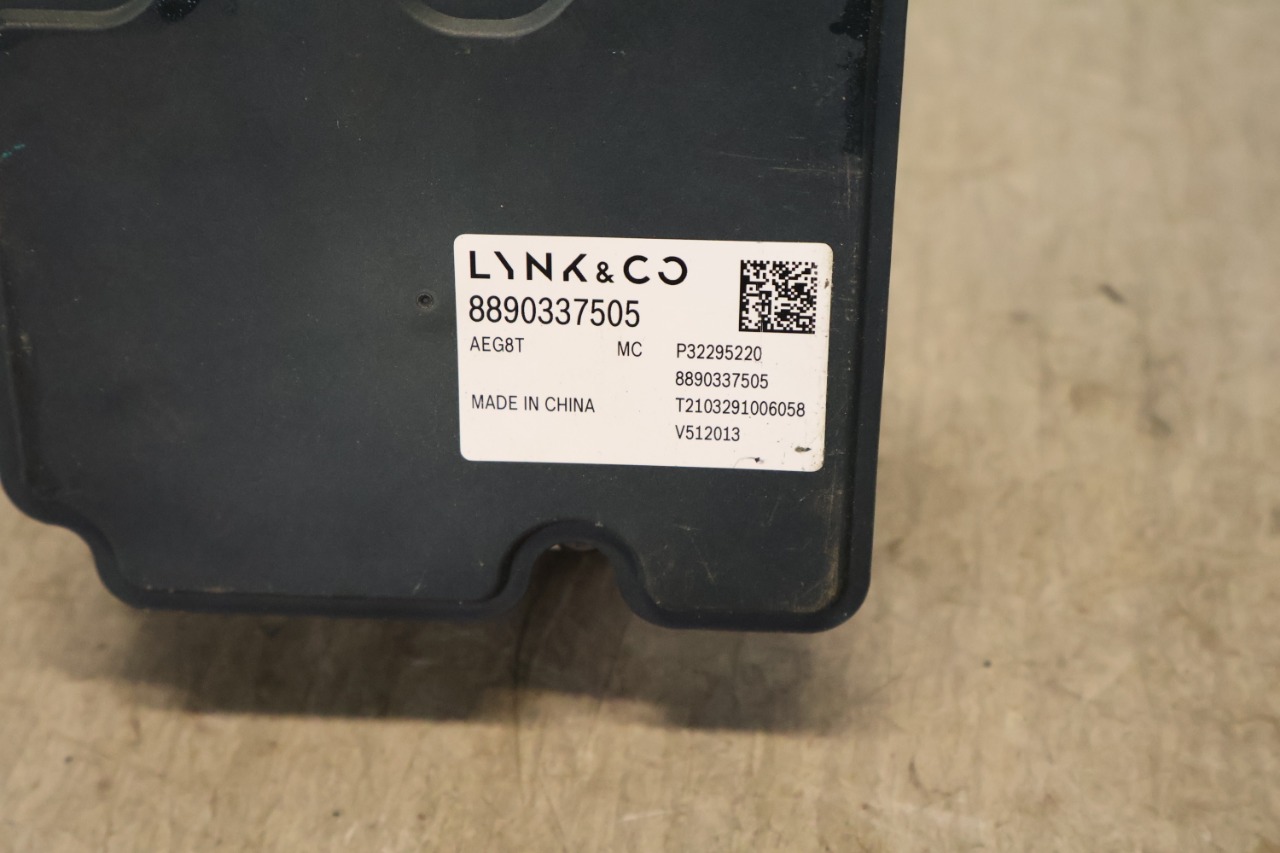 LYNK & CO
8890337505
AEG8T MC P32295220
8890337505
MADE IN CHINA T2103291006058
V512013